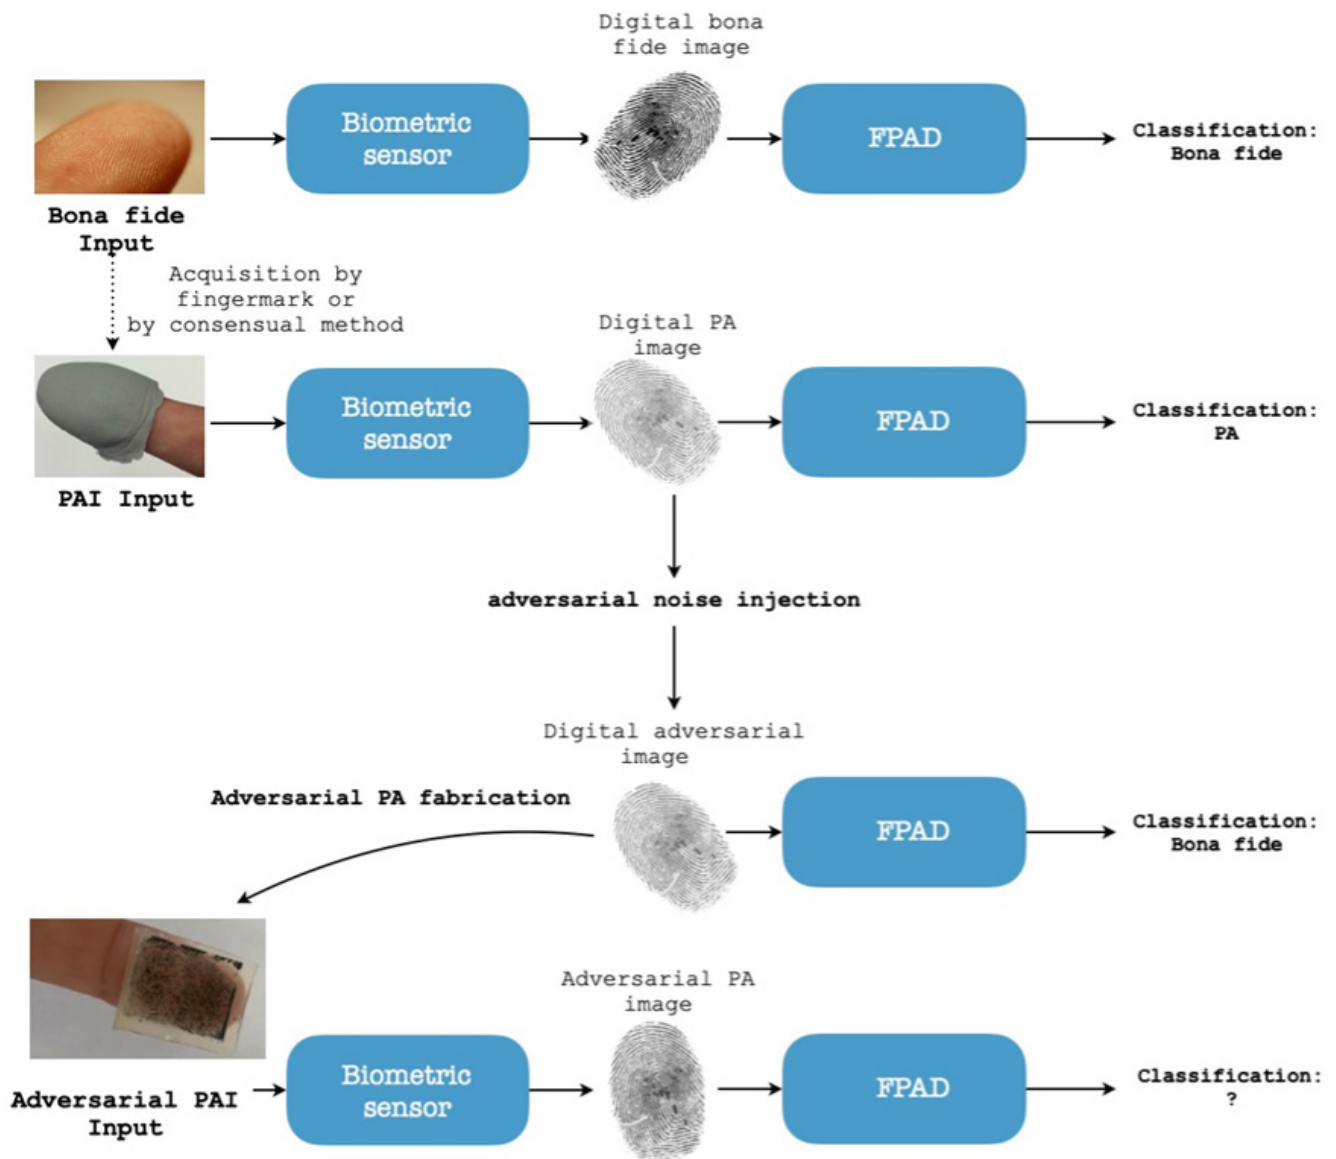 Digital bona
fide image
Biometric
sensor
FPAD
Classification:
Bona fide
Bona fide
Input
Acquisition by
fingermark or
by consensual method
Digital PA
image
Biometric
sensor
FPAD
Classification:
PA
PAI Input
adversarial noise injection
Digital adversarial
image
Adversarial PA fabrication
FPAD
Classification:
Bona fide
Adversarial PA
image
Biometric
sensor
FPAD
Classification:
?
Adversarial PAI
Input